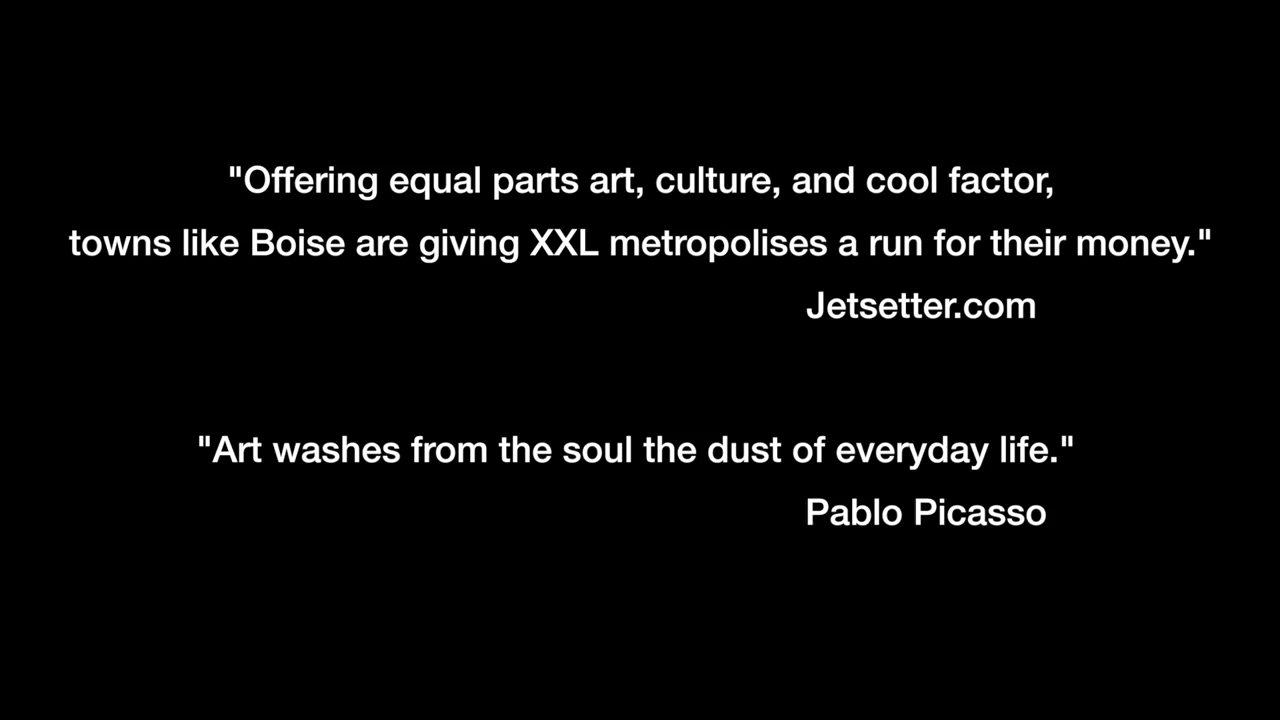 "Offering equal parts art, culture, and cool factor,
towns like Boise are giving XXL metropolises a run for their money."
Jetsetter.com
"Art washes from the soul the dust of everyday life."
Pablo Picasso